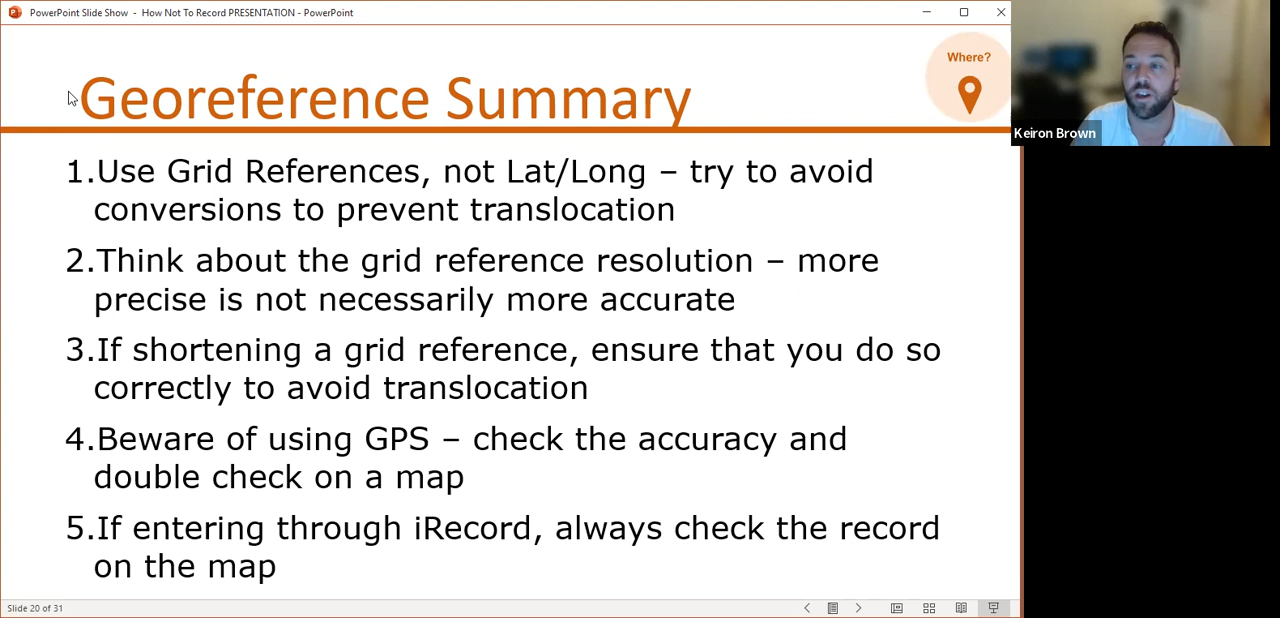 PowerPoint Slide Show - How Not To Record PRESENTATION - PowerPoint
Where?
Georeference Summary
Keiron Brown
1.Use Grid References, not Lat/Long – try to avoid
conversions to prevent translocation
2.Think about the grid reference resolution – more
precise is not necessarily more accurate
3.If shortening a grid reference, ensure that you do so
correctly to avoid translocation
4.Beware of using GPS – check the accuracy and
double check on a map
5.If entering through iRecord, always check the record
on the map
Slide 20 of 31